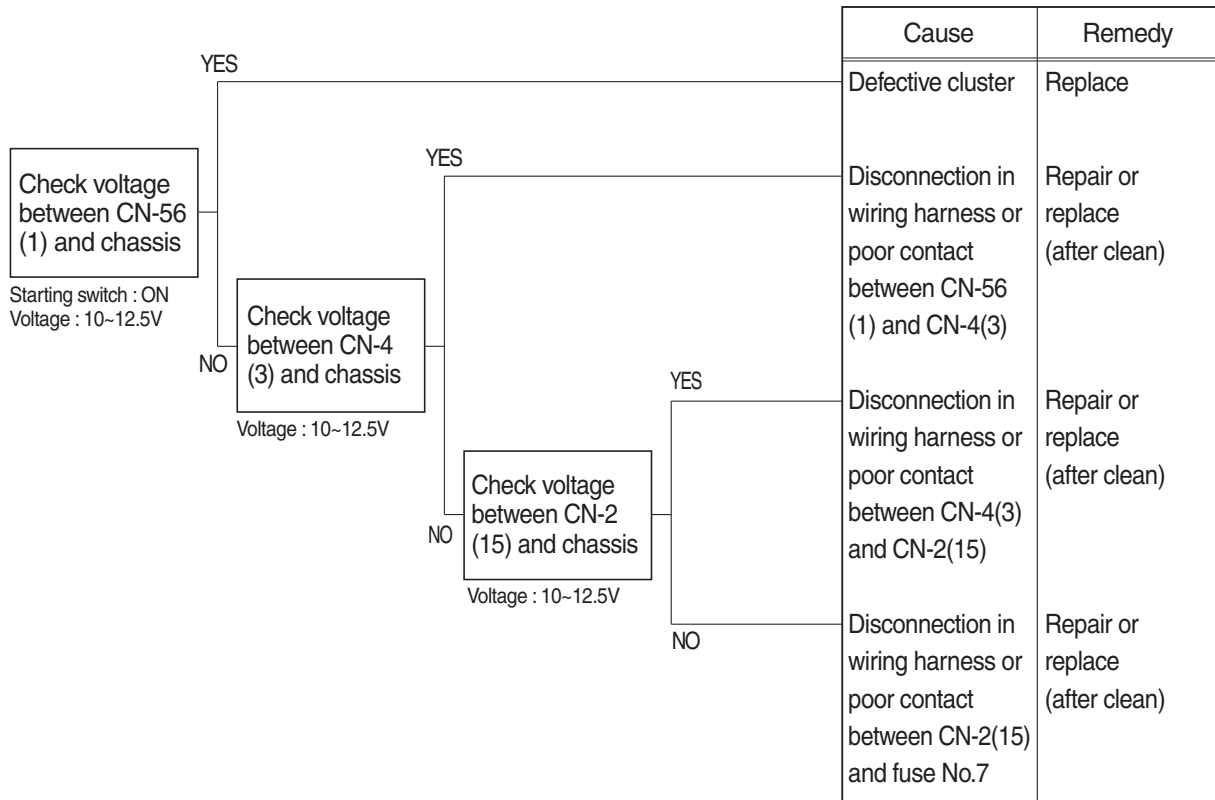 Cause
Remedy
YES
Defective cluster
Replace
Check voltage
between CN-56
(1) and chassis
Starting switch : ON
Voltage : 10~12.5V
YES
Disconnection in
wiring harness or
poor contact
between CN-56
(1) and CN-4(3)
Repair or
replace
(after clean)
NO
Check voltage
between CN-4
(3) and chassis
Voltage : 10~12.5V
YES
Disconnection in
wiring harness or
poor contact
between CN-4(3)
and CN-2(15)
Repair or
replace
(after clean)
NO
Check voltage
between CN-2
(15) and chassis
Voltage : 10~12.5V
NO
Disconnection in
wiring harness or
poor contact
between CN-2(15)
and fuse No.7
Repair or
replace
(after clean)